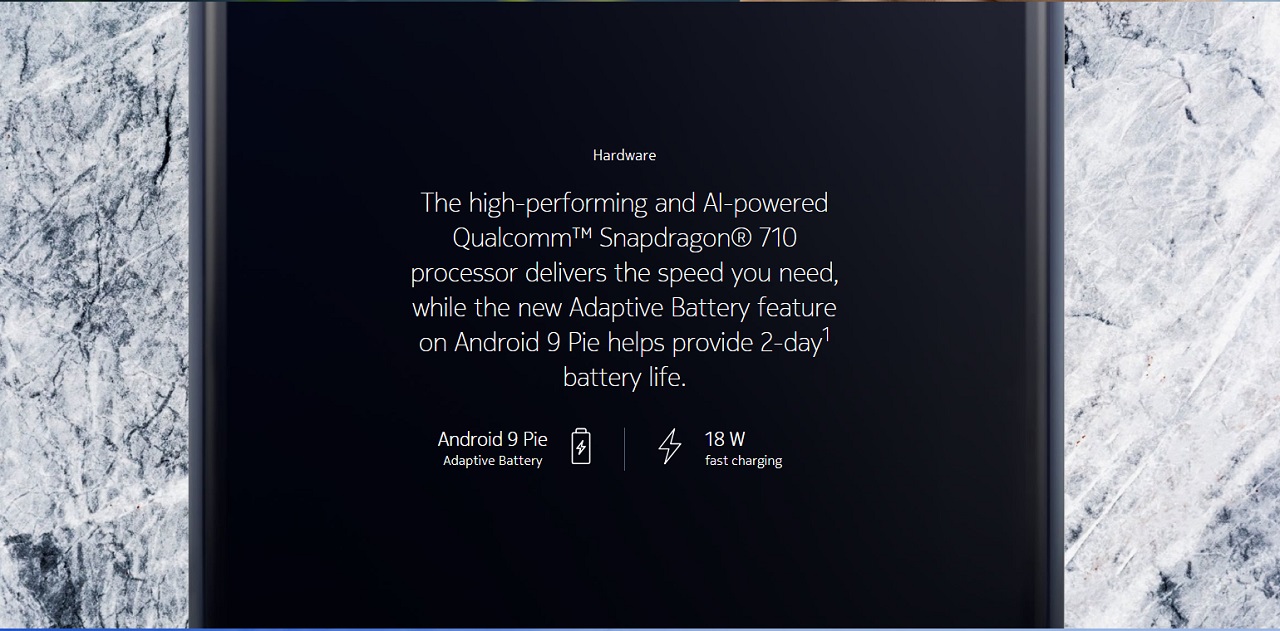 Hardware
The high-performing and AI-powered
Qualcomm™ Snapdragon® 710
processor delivers the speed you need,
while the new Adaptive Battery feature
on Android 9 Pie helps provide 2-day¹
battery life.
Android 9 Pie
Adaptive Battery
18 W
fast charging